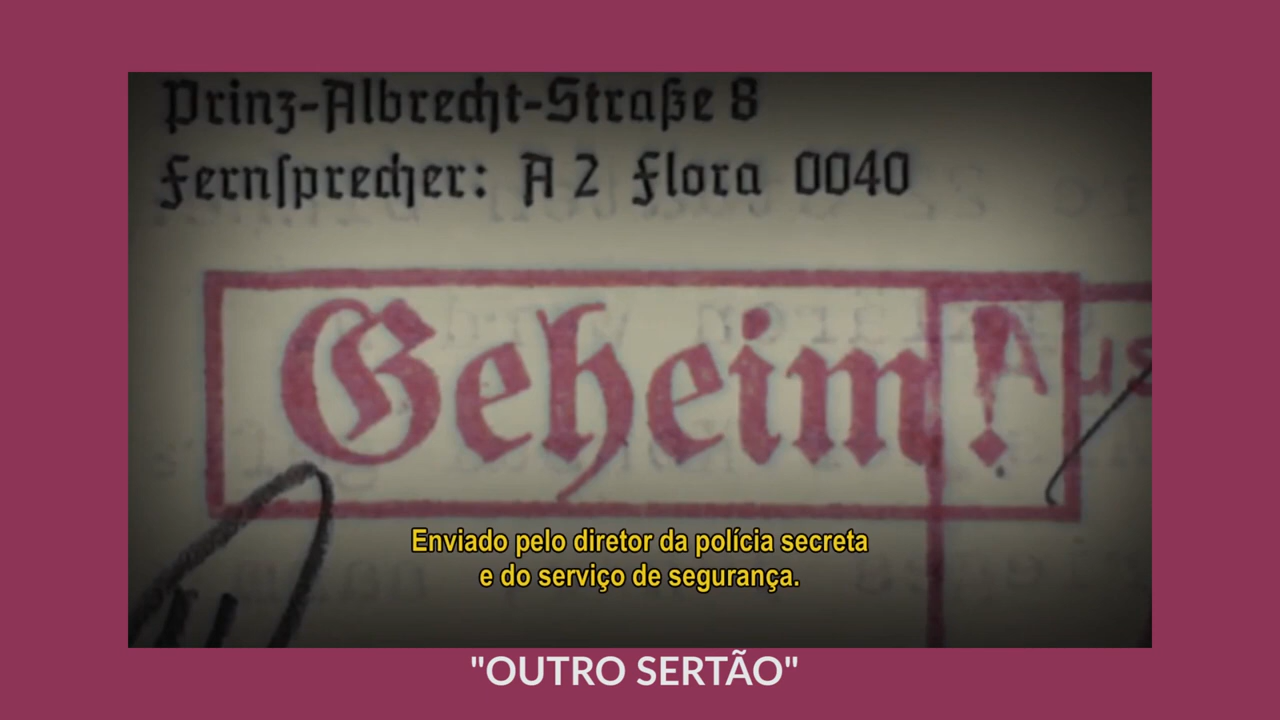 Prinz-Albrecht-Straße 8
Fernſprecher: A 2 Flora 0040
Geheim!
Aus
Enviado pelo diretor da polícia secreta
e do serviço de segurança.
"OUTRO SERTÃO"